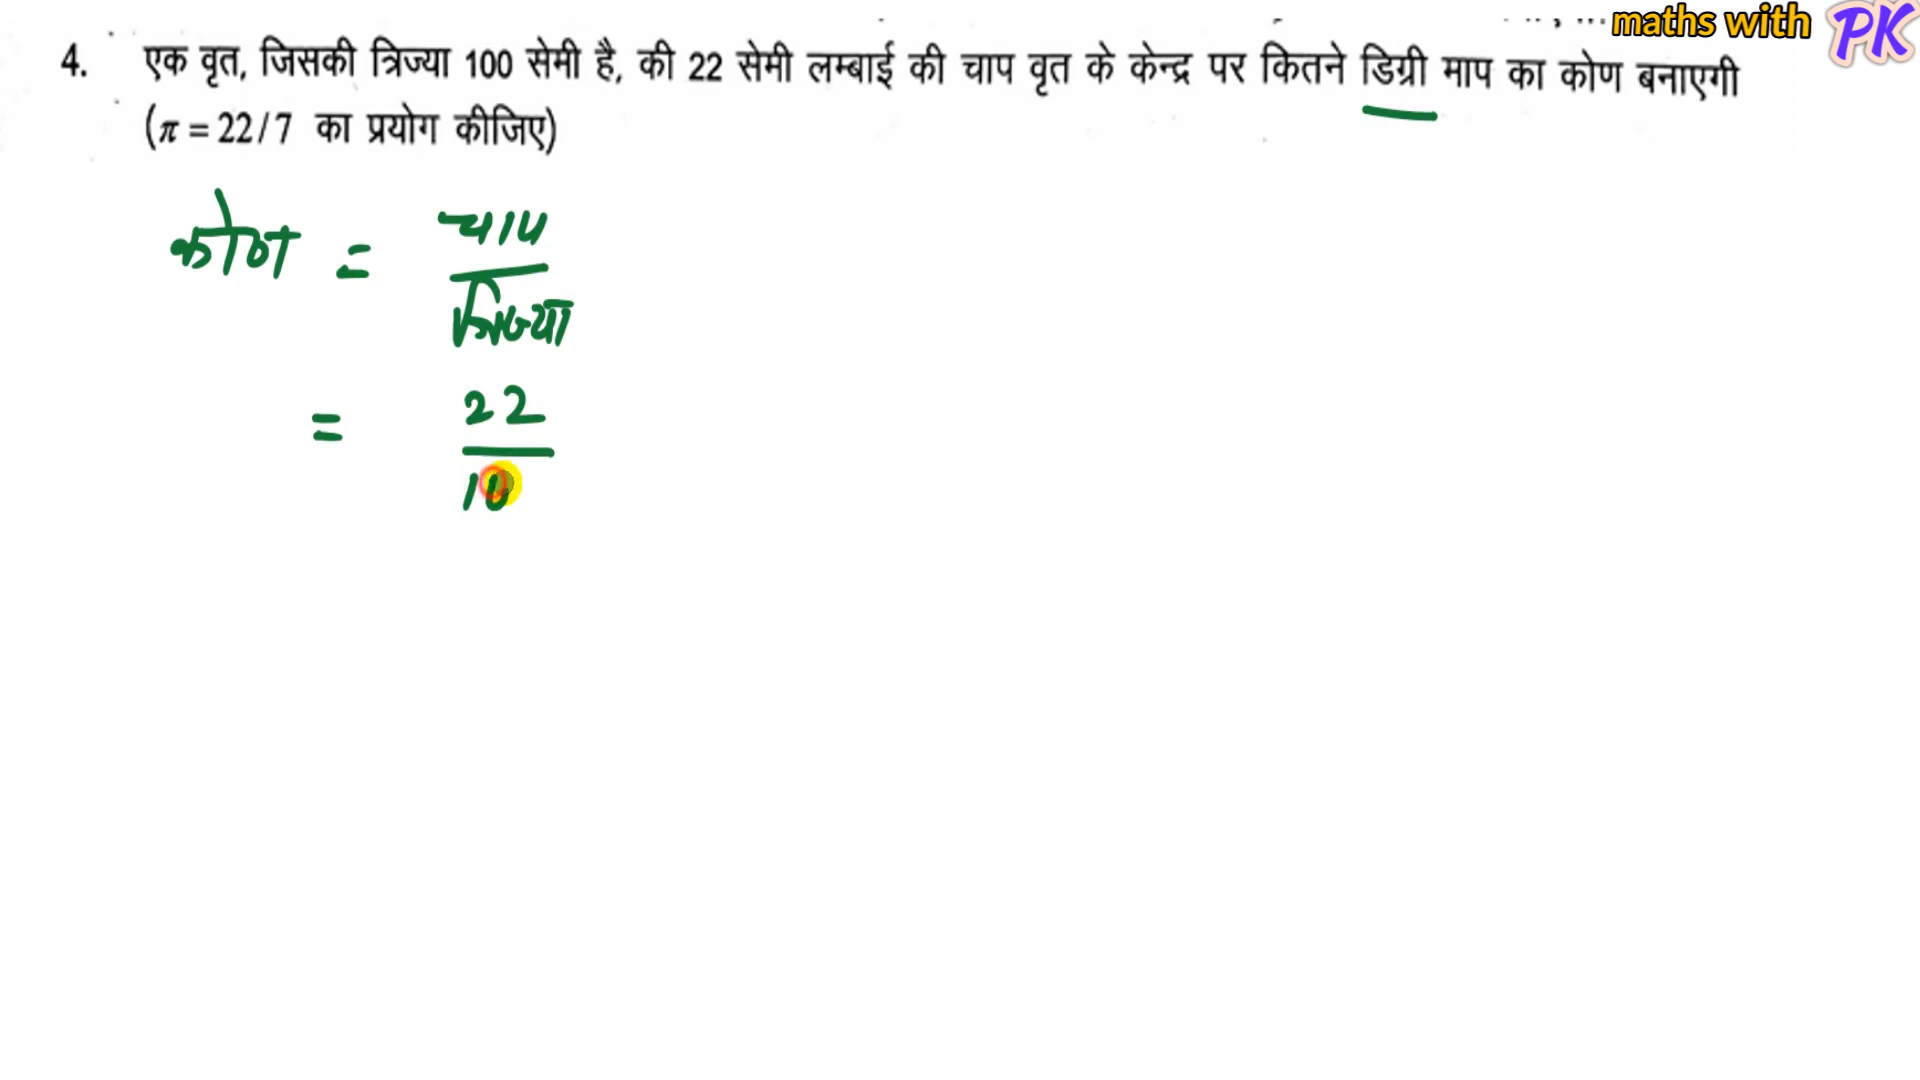 maths with PK
4. एक वृत, जिसकी त्रिज्या 100 सेमी है, की 22 सेमी लम्बाई की चाप वृत के केन्द्र पर कितने डिग्री माप का कोण बनाएगी
(π = 22/7 का प्रयोग कीजिए)
कोण = चाप
त्रिज्या
= 22
10